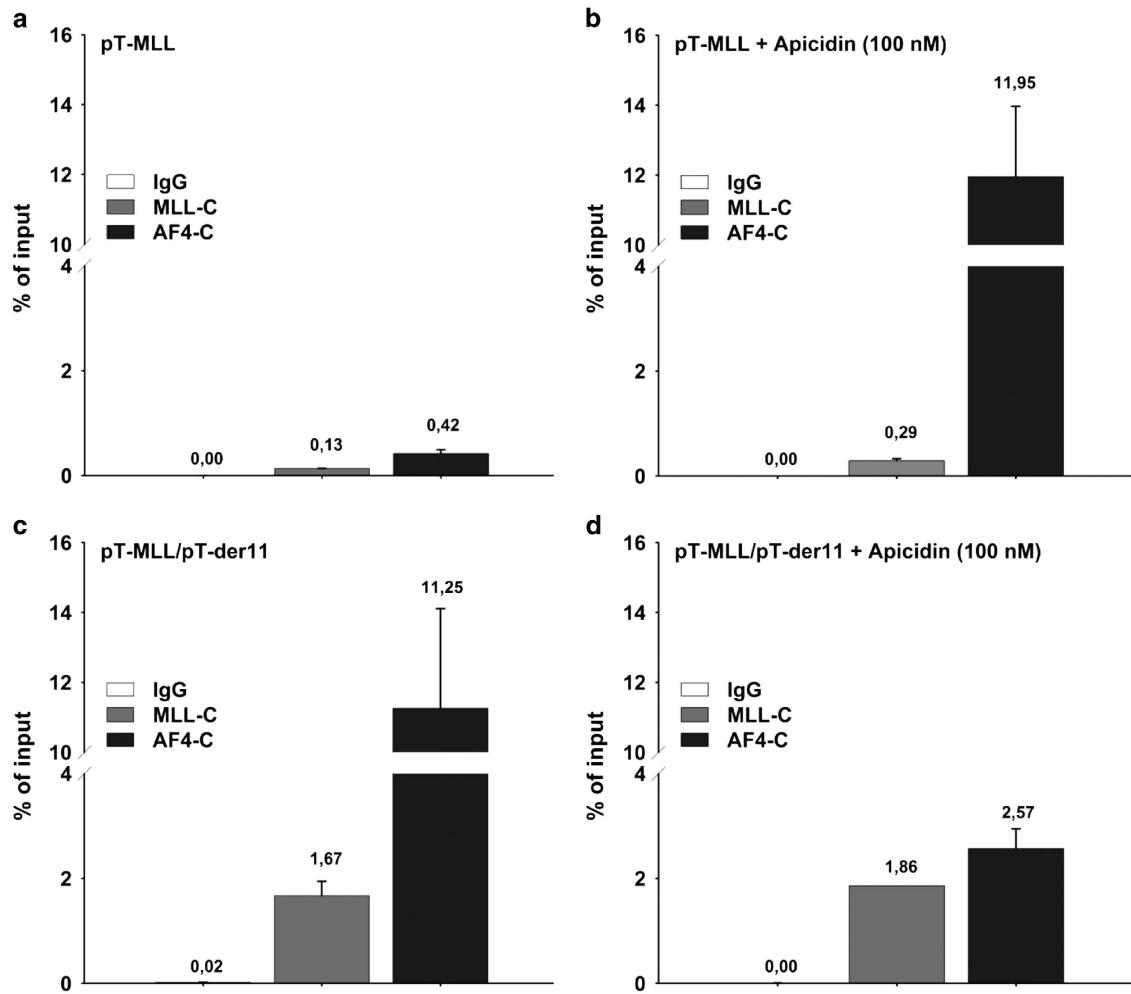 a
pT-MLL
16
14
12
10
4
2
0
% of input
% of input
IgG
MLL-C
AF4-C
0,00
0,13
0,42
b
pT-MLL + Apicidin (100 nM)
16
14
12
10
4
2
0
% of input
% of input
IgG
MLL-C
AF4-C
0,00
0,29
11,95
c
pT-MLL/pT-der11
16
14
12
10
4
2
0
% of input
IgG
MLL-C
AF4-C
0,02
1,67
11,25
d
pT-MLL/pT-der11 + Apicidin (100 nM)
16
14
12
10
4
2
0
% of input
IgG
MLL-C
AF4-C
0,00
1,86
2,57